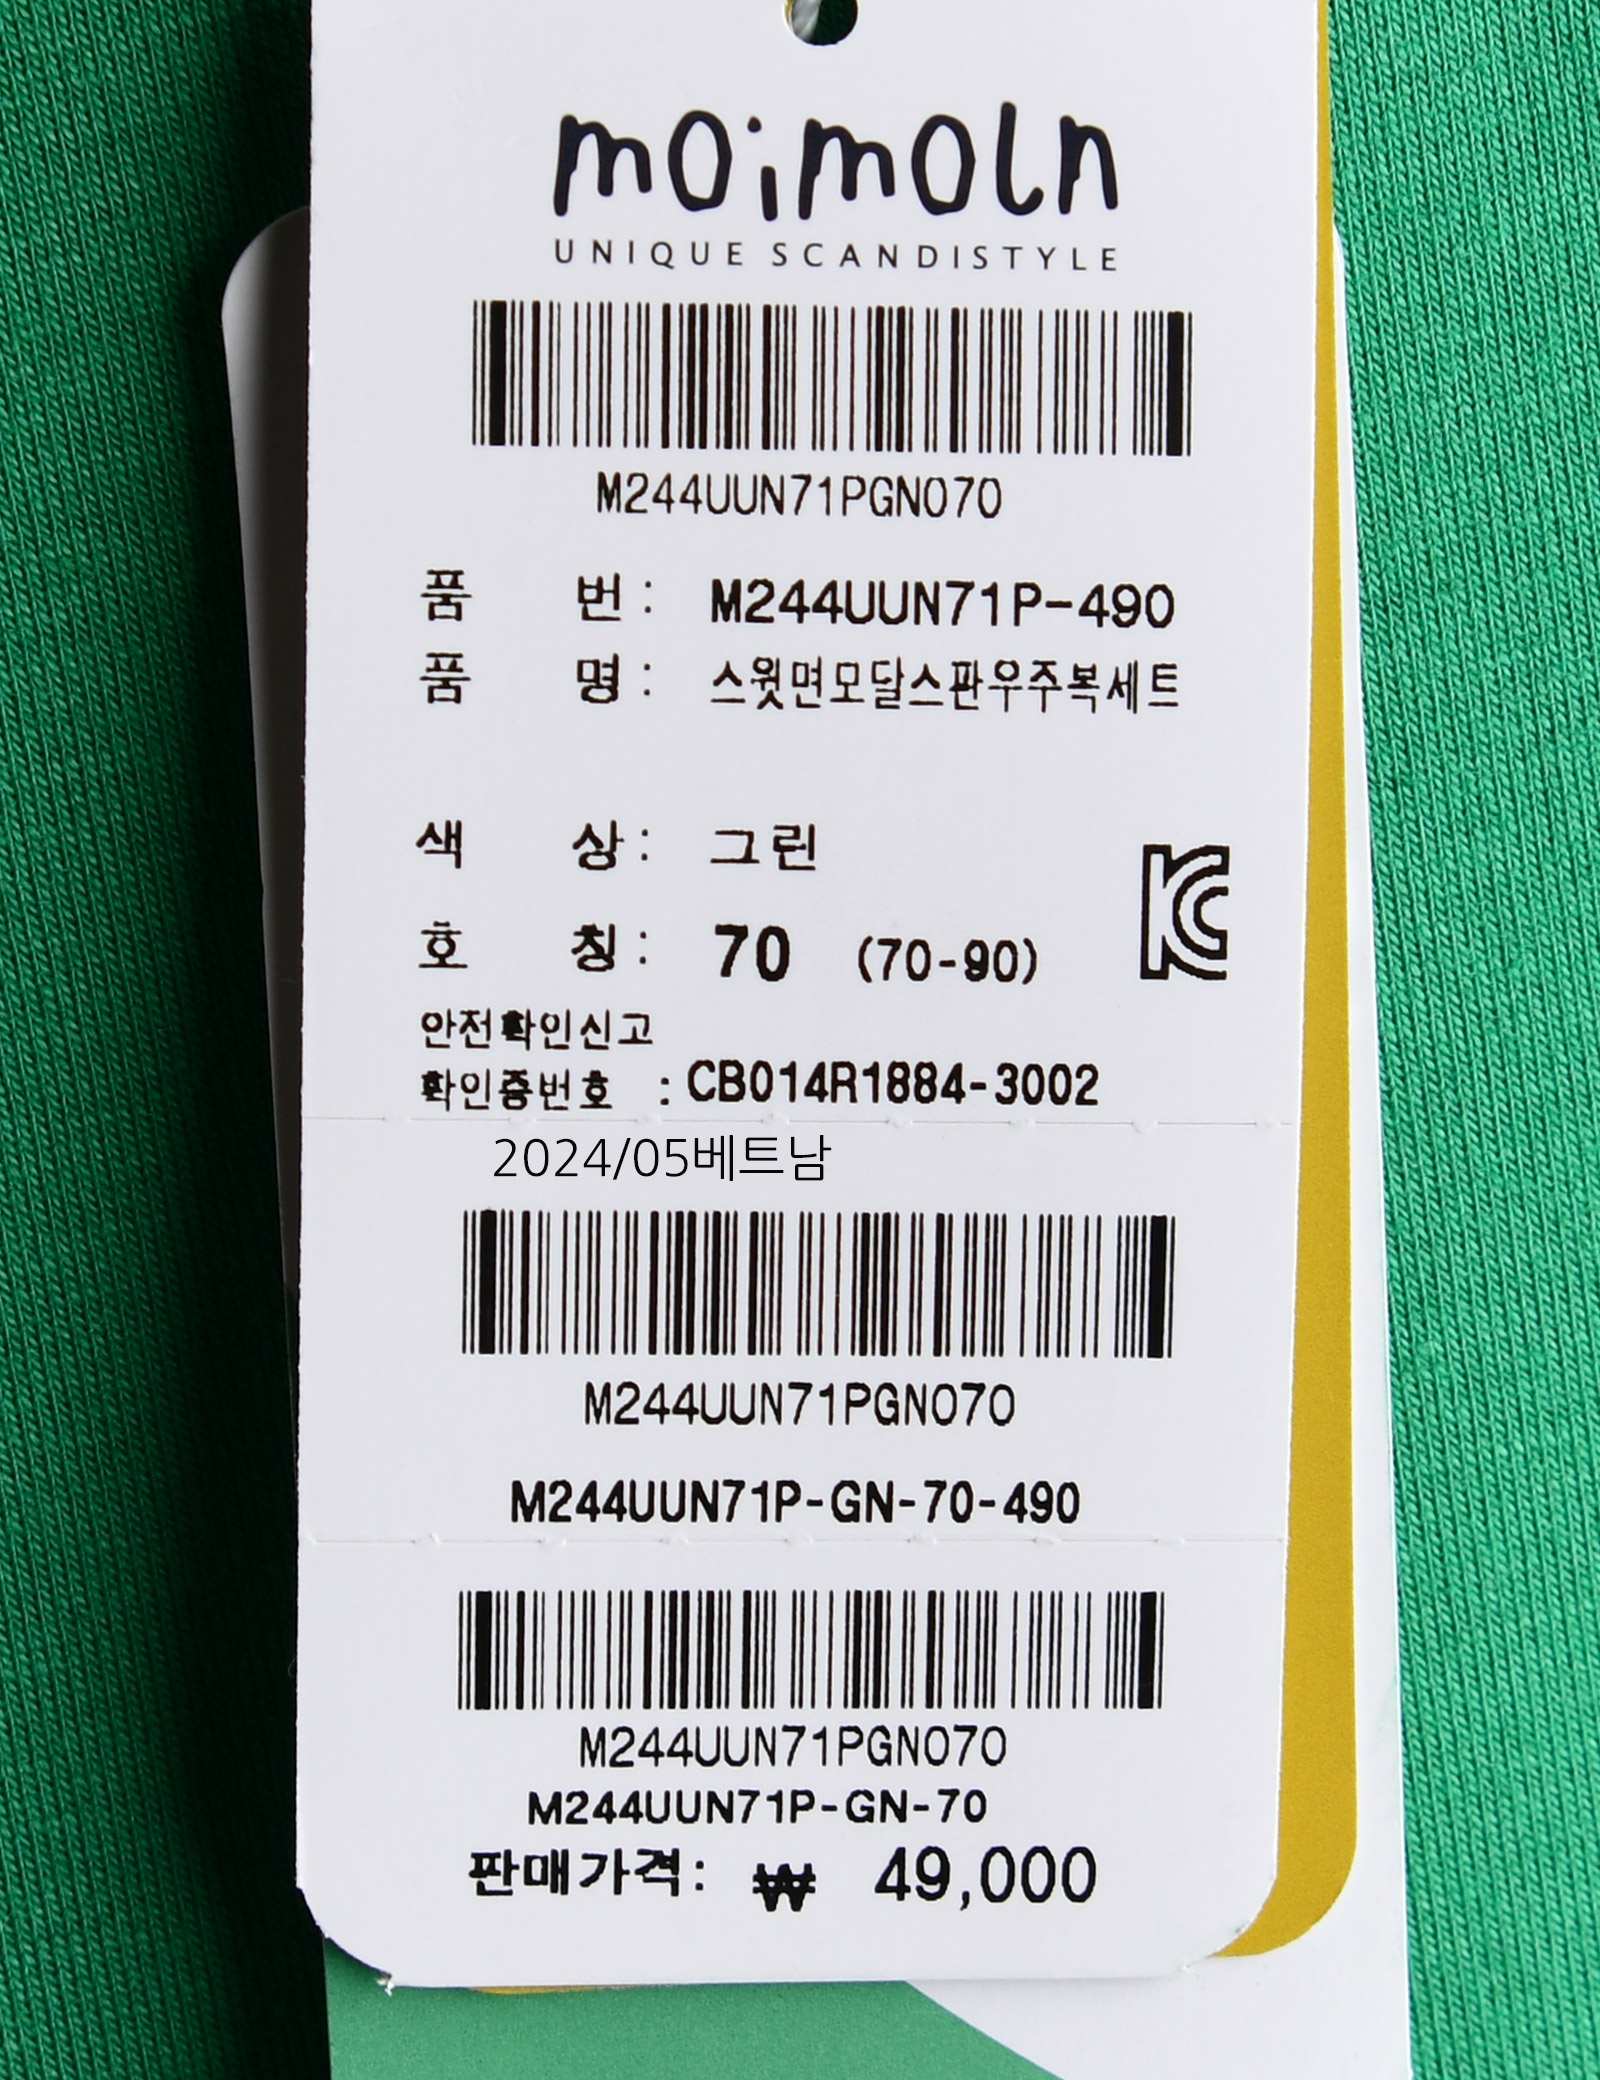 moimoln
UNIQUE SCANDISTYLE
M244UUN71PGN070
품 번 : M244UUN71P-490
품 명 : 스윗면모달스판우주복세트
색 상 : 그린
호 칭 : 70 (70-90)
안전확인신고
확인증번호 : CB014R1884-3002
2024/05베트남
M244UUN71PGN070
M244UUN71P-GN-70-490
M244UUN71PGN070
M244UUN71P-GN-70
판매가격: ₩ 49,000